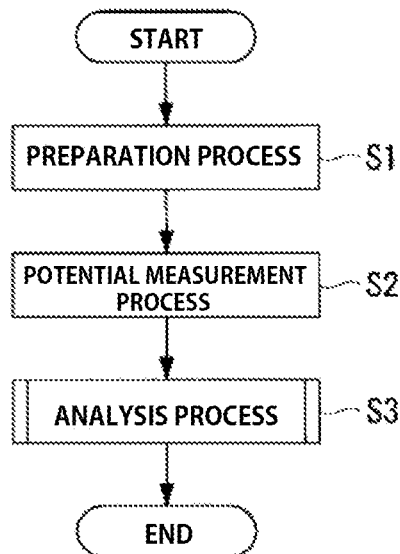 START
PREPARATION PROCESS S1
POTENTIAL MEASUREMENT
PROCESS S2
ANALYSIS PROCESS S3
END